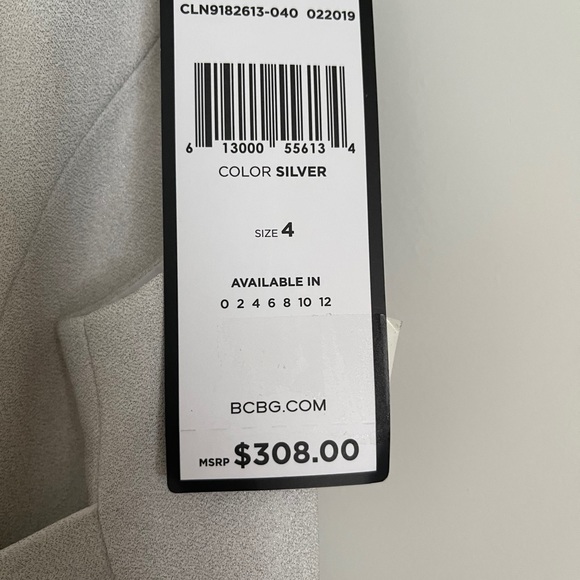 CLN9182613-040 022019
6 13000 55613 4
COLOR SILVER
SIZE 4
AVAILABLE IN
0 2 4 6 8 10 12
BCBG.COM
MSRP $308.00